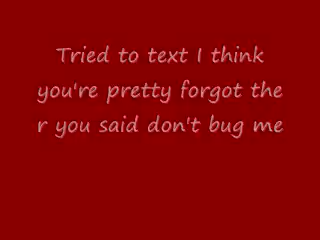 Tried to text I think
you're pretty forgot the
r you said don't bug me